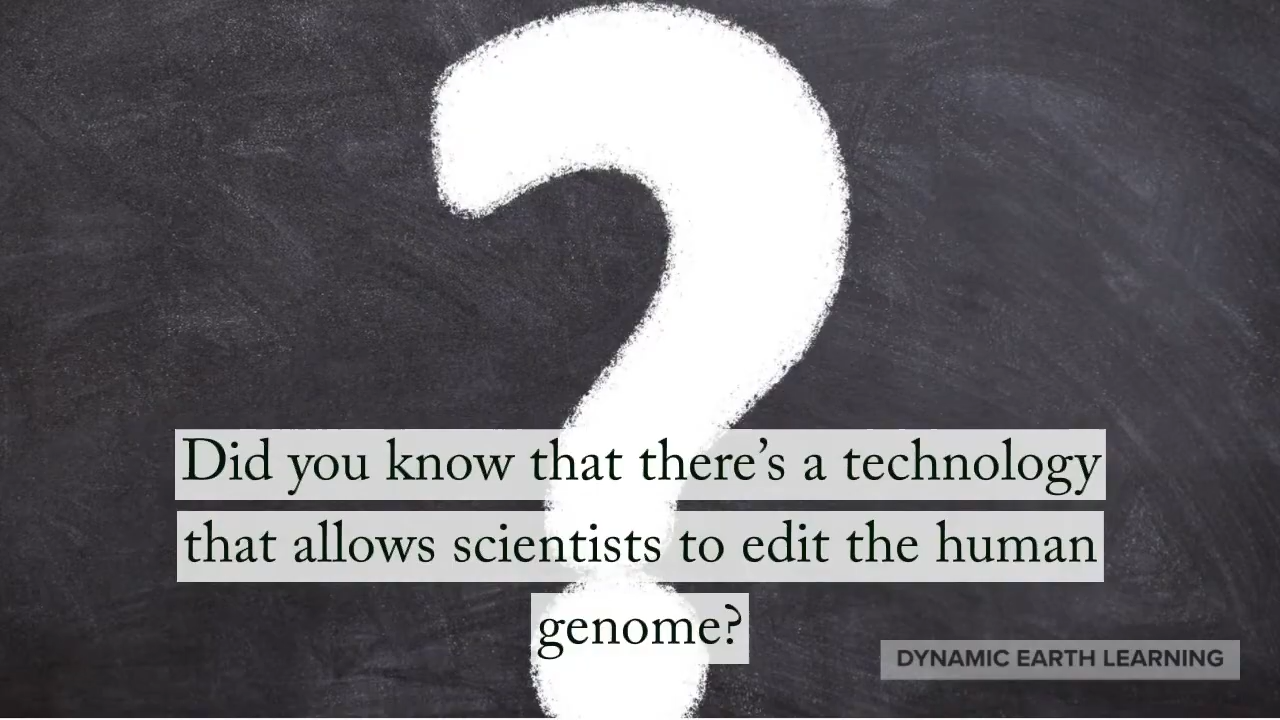 Did you know that there’s a technology
that allows scientists to edit the human
genome?
DYNAMIC EARTH LEARNING